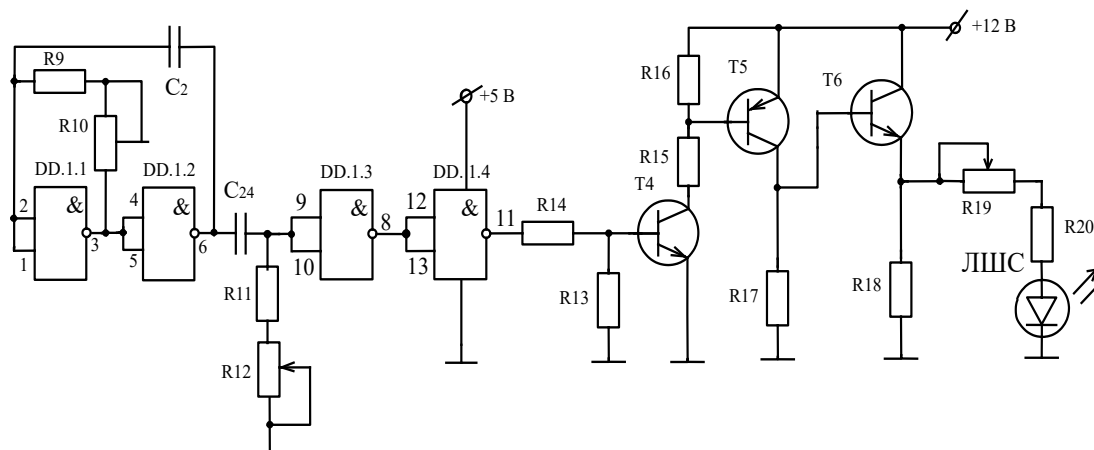 +12 В
R9
C2
R16
T5
T6
+5 В
R10
R15
DD.1.1
DD.1.2
C24
DD.1.3
DD. 1.4
T4
&
&
&
&
2
4
9
12
11
R14
R19
3
6
8
1
5
10
13
R20
ЛШС
R11
R13
R17
R18
R12